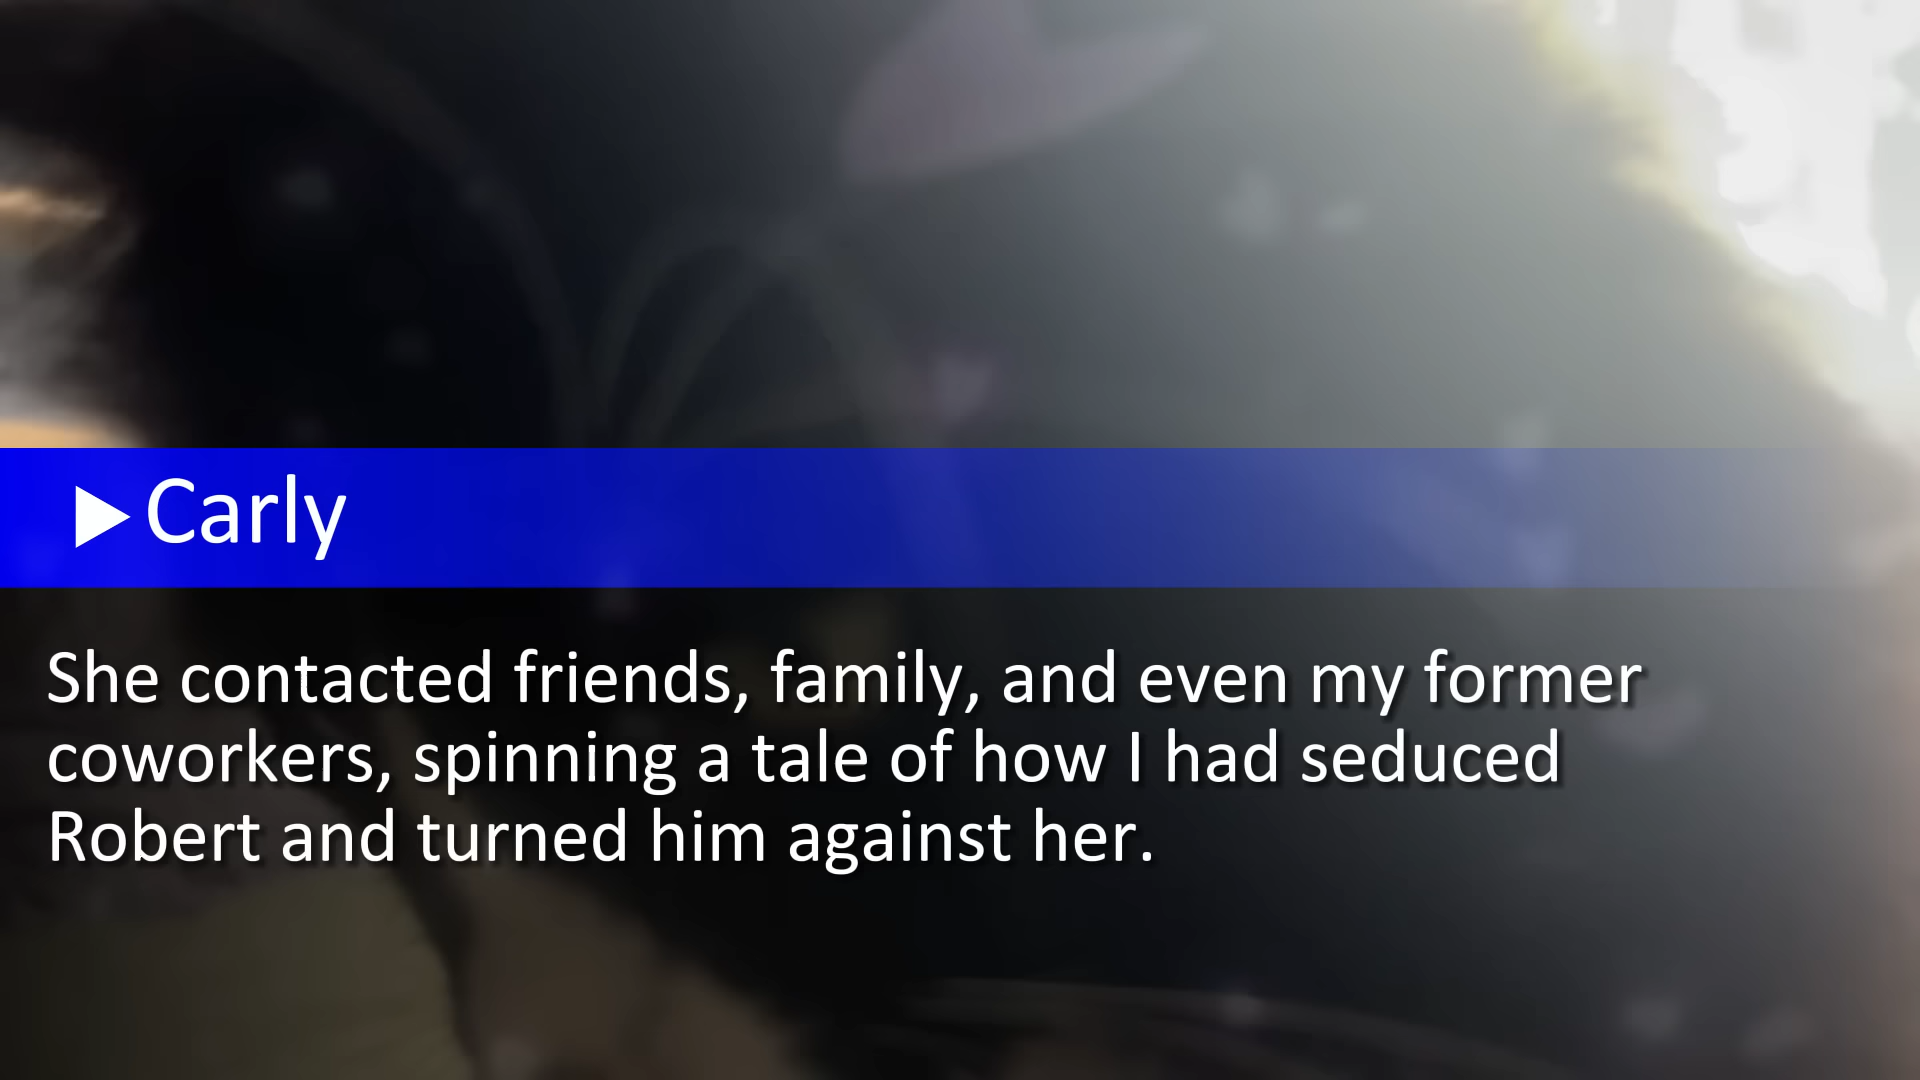 Carly
She contacted friends, family, and even my former
coworkers, spinning a tale of how I had seduced
Robert and turned him against her.